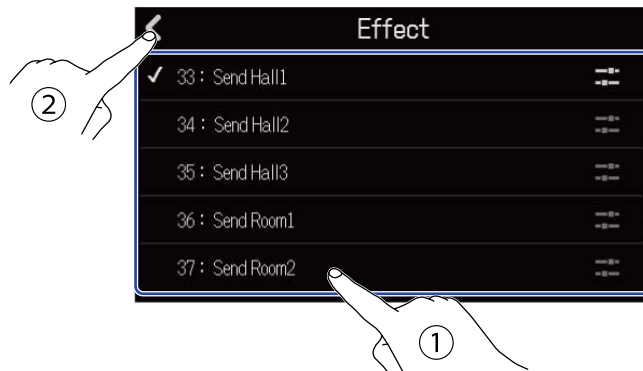 Effect
33 : Send Hall1
34 : Send Hall2
35 : Send Hall3
36 : Send Room1
37 : Send Room2
②
①